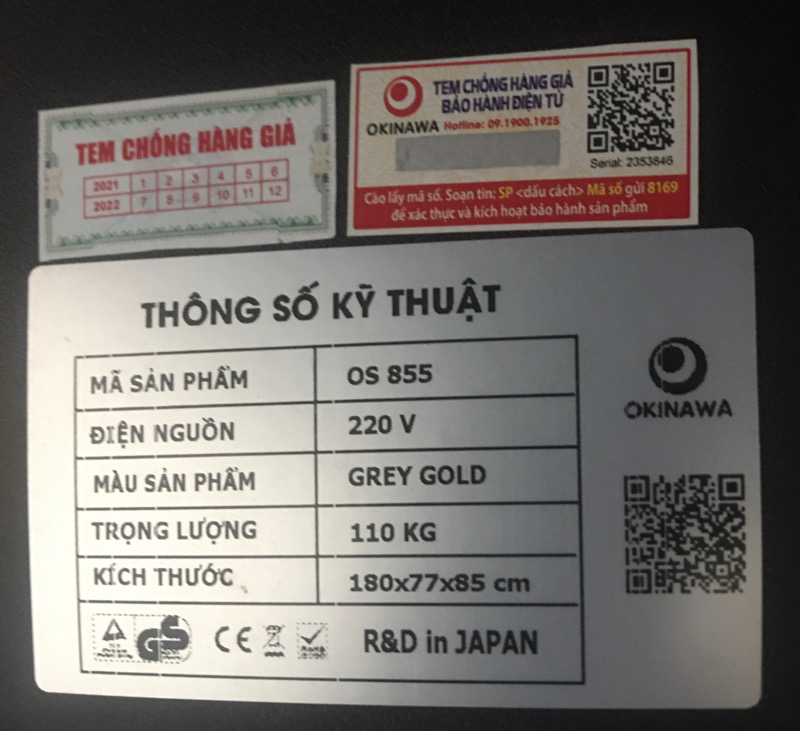 TEM CHỐNG HÀNG GIẢ
2021 1 2 3 4 5 6
2022 7 8 9 10 11 12
OKINAWA
TEM CHỐNG HÀNG GIẢ
BẢO HÀNH ĐIỆN TỬ
Hotline: 09.1900.1925
Serial: 2353846
Cào lấy mã số. Soạn tin: SP <dấu cách> Mã số gửi 8169
để xác thực và kích hoạt bảo hành sản phẩm
THÔNG SỐ KỸ THUẬT
MÃ SẢN PHẨM OS 855
ĐIỆN NGUỒN 220 V
MÀU SẢN PHẨM GREY GOLD
TRỌNG LƯỢNG 110 KG
KÍCH THƯỚC 180x77x85 cm
GS CE RoHS R&D in JAPAN
OKINAWA